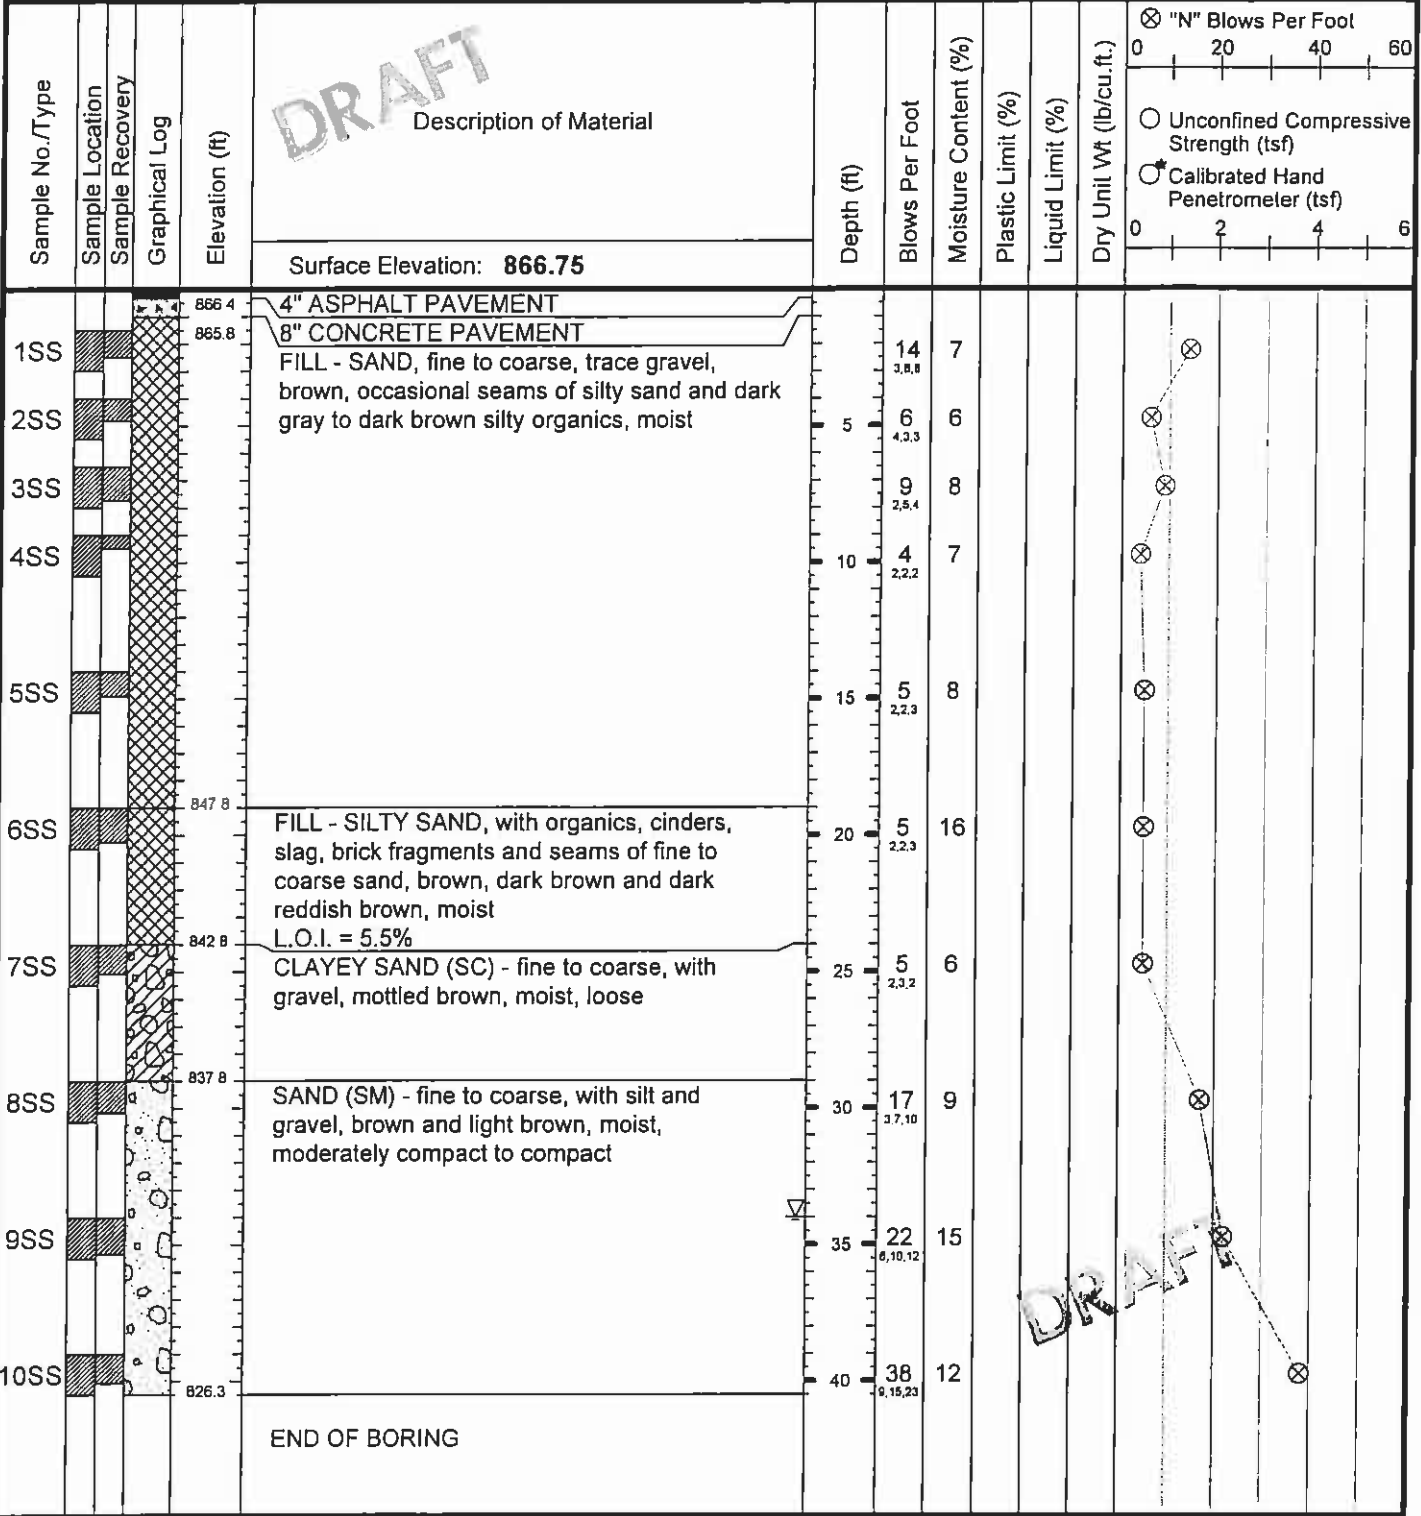 DRAFT
Sample No./Type
Sample Location
Sample Recovery
Graphical Log
Elevation (ft)
Description of Material
Surface Elevation: 866.75
Depth (ft)
Blows Per Foot
Moisture Content (%)
Plastic Limit (%)
Liquid Limit (%)
Dry Unit Wt (lb/cu.ft.)
⊗ "N" Blows Per Foot
0 20 40 60
○ Unconfined Compressive
Strength (tsf)
○* Calibrated Hand
Penetrometer (tsf)
0 2 4 6
866 4
4" ASPHALT PAVEMENT
865.8
8" CONCRETE PAVEMENT
1SS
FILL - SAND, fine to coarse, trace gravel,
brown, occasional seams of silty sand and dark
gray to dark brown silty organics, moist
14 7
2SS
5 6 6
4,3,3
3SS
9 8
2,5,4
4SS
10 4 7
2,2,2
5SS
15 5 8
2,2,3
847 8
6SS
FILL - SILTY SAND, with organics, cinders,
slag, brick fragments and seams of fine to
coarse sand, brown, dark brown and dark
reddish brown, moist
L.O.I. = 5.5%
20 5 16
2,2,3
842 8
7SS
CLAYEY SAND (SC) - fine to coarse, with
gravel, mottled brown, moist, loose
25 5 6
2,3,2
837 8
8SS
SAND (SM) - fine to coarse, with silt and
gravel, brown and light brown, moist,
moderately compact to compact
30 17 9
3,7,10
9SS
35 22 15
DRAFT
10SS
40 38 12
9,15,23
826.3
END OF BORING